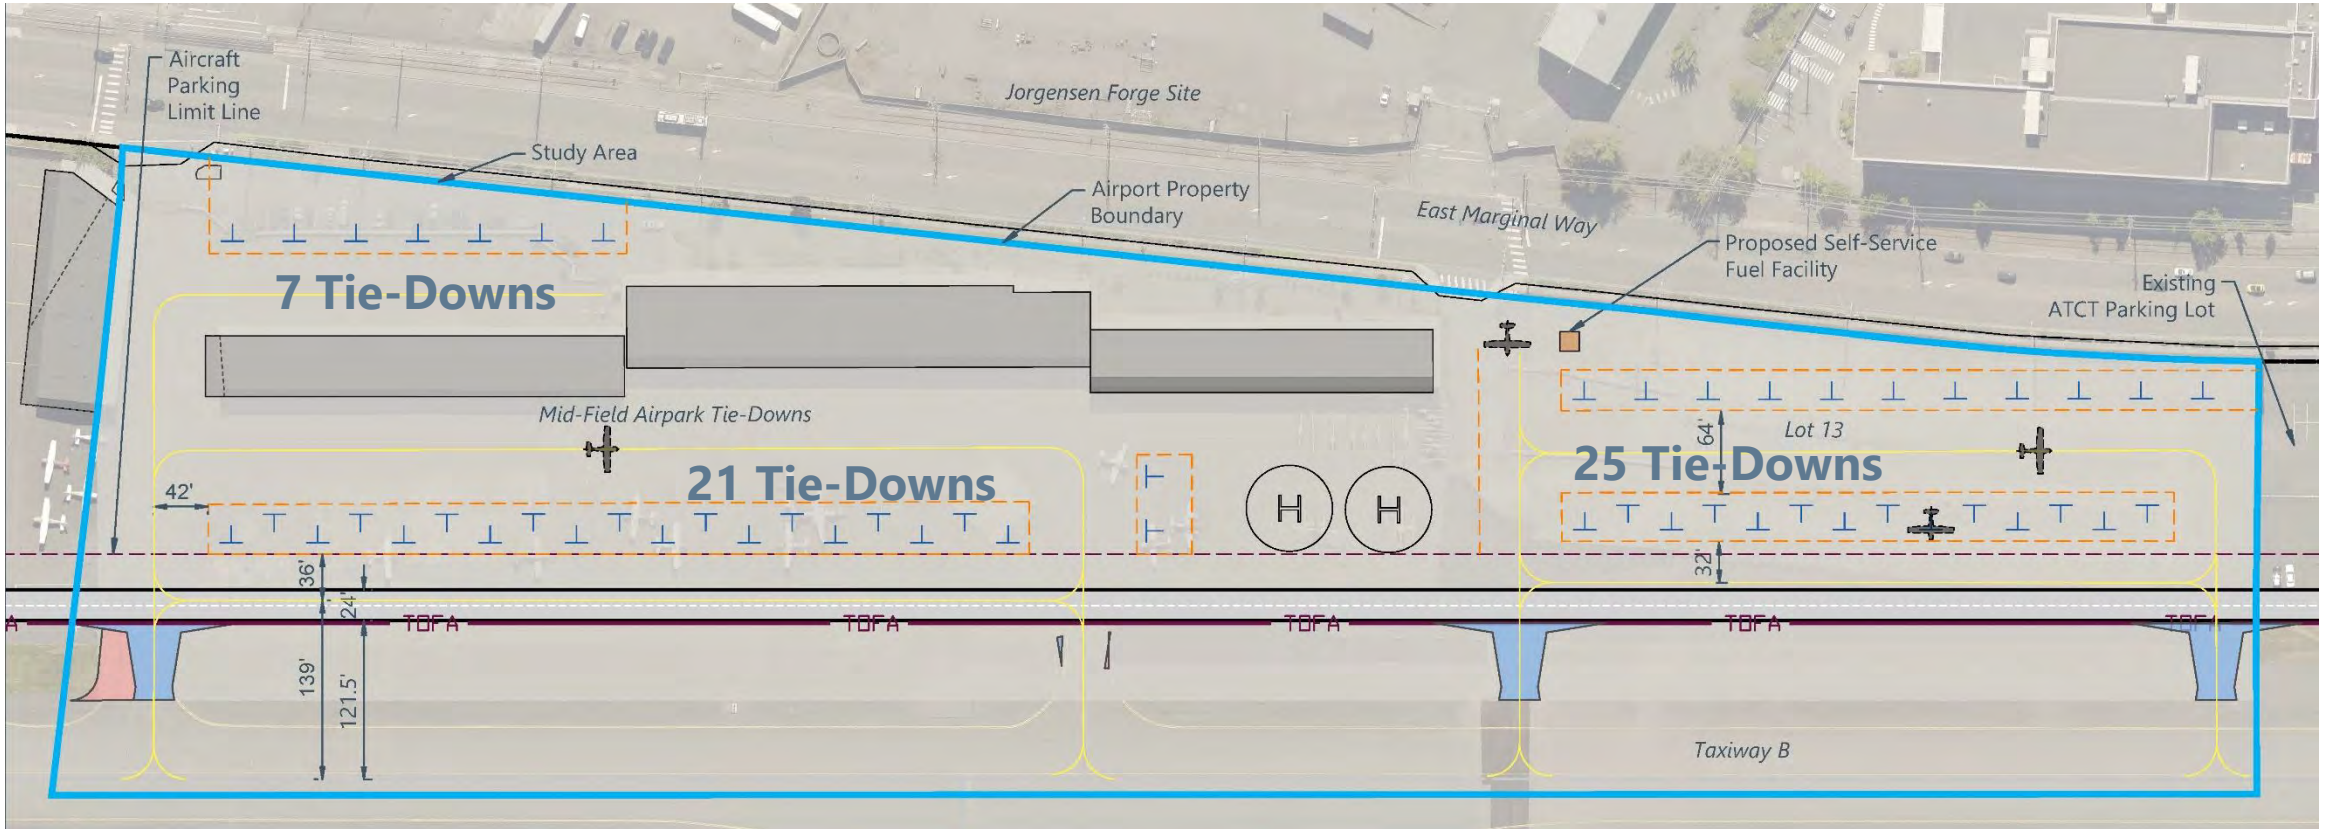 Aircraft
Parking
Limit Line
Jorgensen Forge Site
Study Area
Airport Property
Boundary
East Marginal Way
Proposed Self-Service
Fuel Facility
Existing
ATCT Parking Lot
7 Tie-Downs
Mid-Field Airpark Tie-Downs
Lot 13
64'
21 Tie-Downs
25 Tie-Downs
42'
H
H
36'
24'
32'
A
TOFA
TOFA
TOFA
TOFA
TOFA
139'
121.5'
Taxiway B